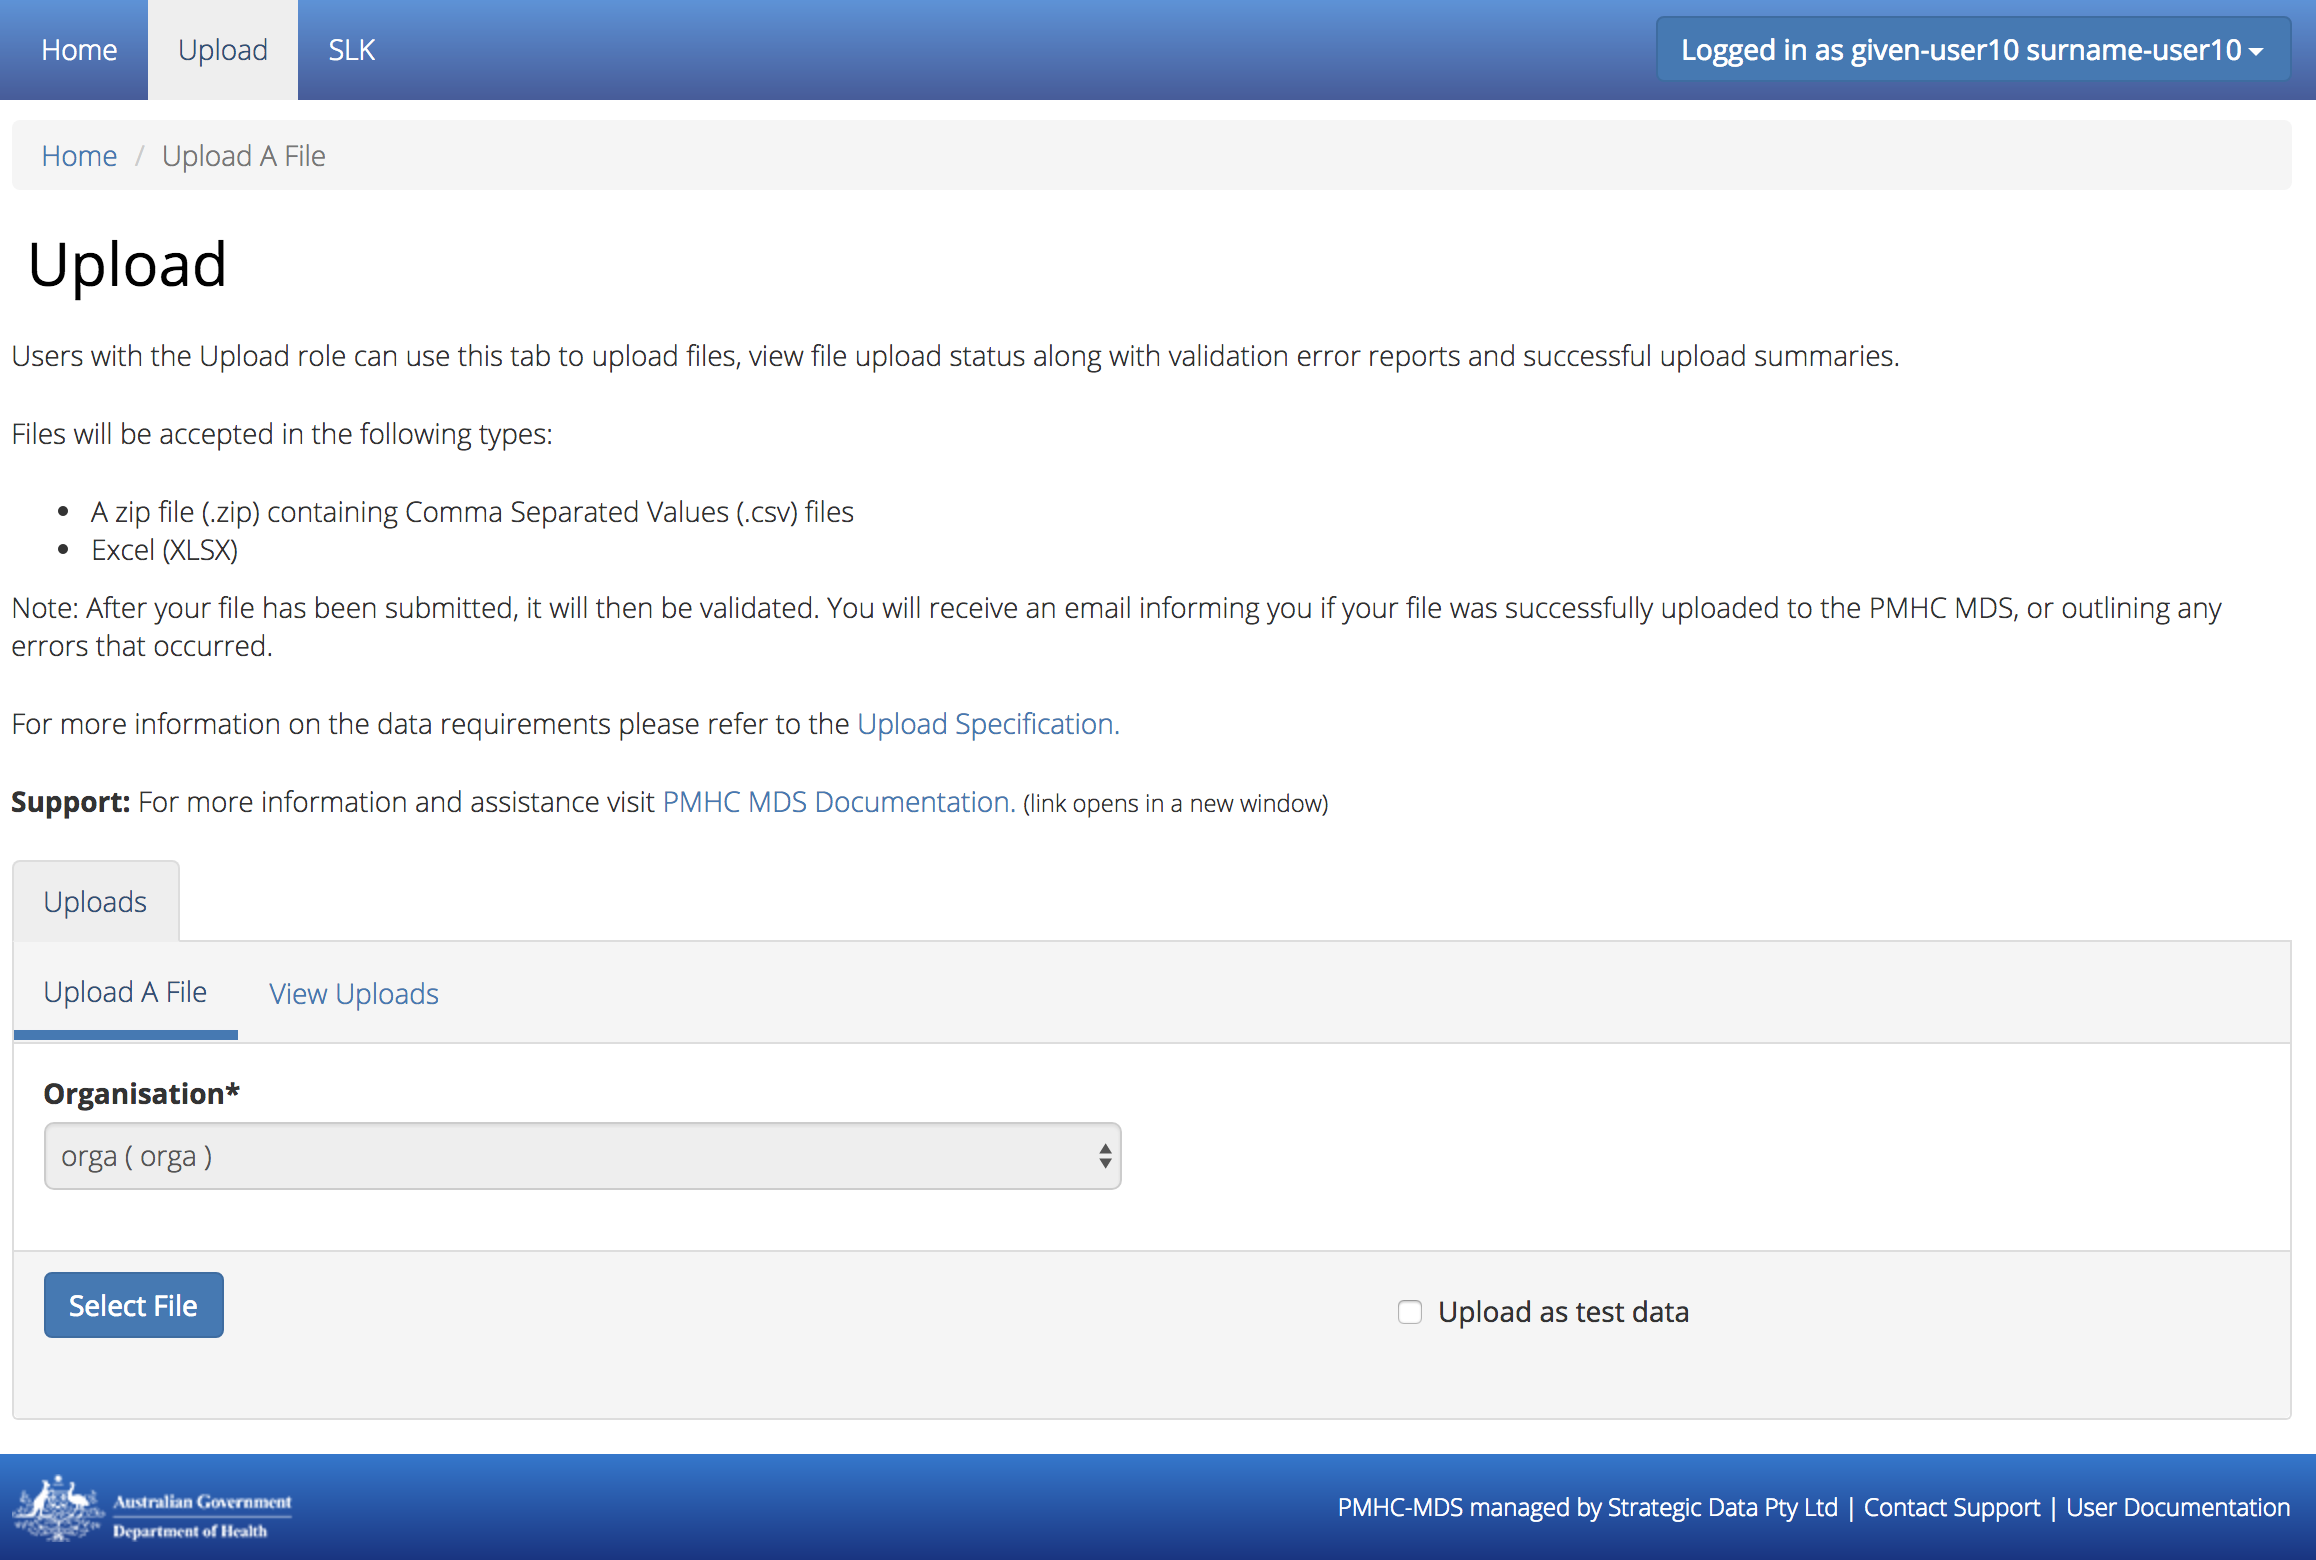 Home Upload SLK Logged in as given-user10 surname-user10
Home / Upload A File
Upload
Users with the Upload role can use this tab to upload files, view file upload status along with validation error reports and successful upload summaries.
Files will be accepted in the following types:
• A zip file (.zip) containing Comma Separated Values (.csv) files
• Excel (XLSX)
Note: After your file has been submitted, it will then be validated. You will receive an email informing you if your file was successfully uploaded to the PMHC MDS, or outlining any
errors that occurred.
For more information on the data requirements please refer to the Upload Specification.
Support: For more information and assistance visit PMHC MDS Documentation. (link opens in a new window)
Uploads
Upload A File View Uploads
Organisation*
orga ( orga )
Select File Upload as test data
Australian Government
Department of Health
PMHC-MDS managed by Strategic Data Pty Ltd | Contact Support | User Documentation